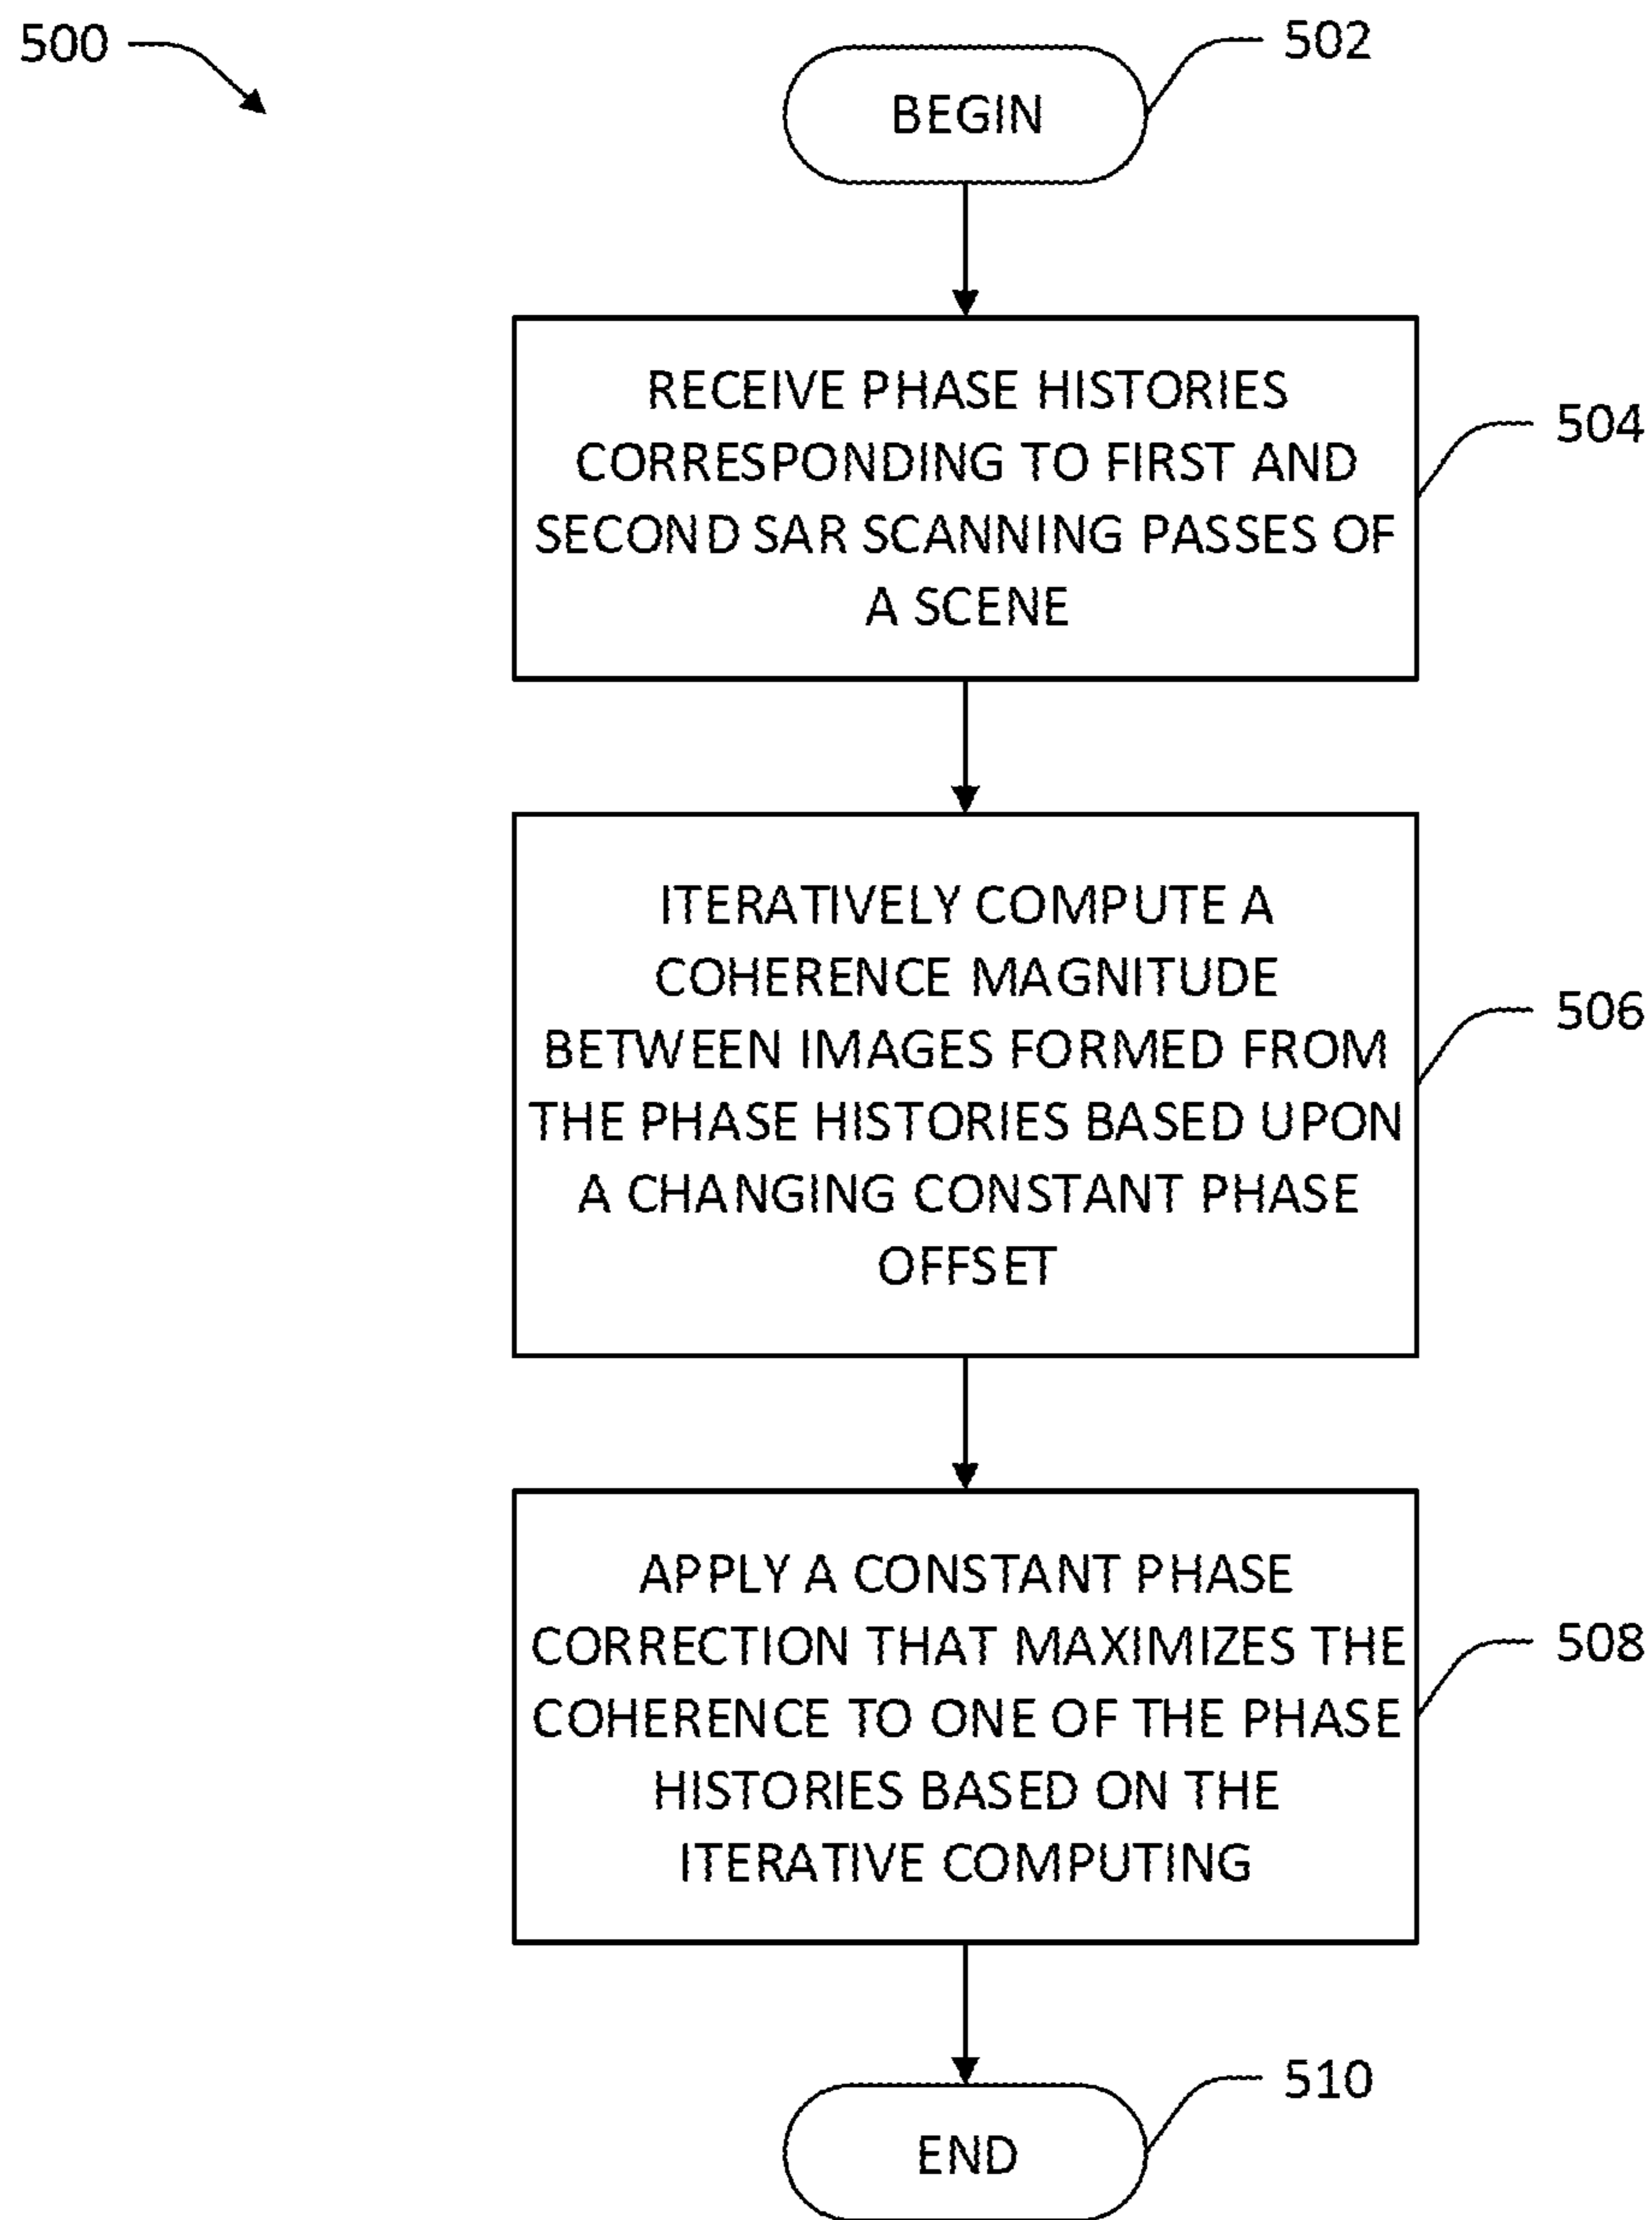 500
502
BEGIN
RECEIVE PHASE HISTORIES
CORRESPONDING TO FIRST AND
SECOND SAR SCANNING PASSES OF
A SCENE
504
ITERATIVELY COMPUTE A
COHERENCE MAGNITUDE
BETWEEN IMAGES FORMED FROM
THE PHASE HISTORIES BASED UPON
A CHANGING CONSTANT PHASE
OFFSET
506
APPLY A CONSTANT PHASE
CORRECTION THAT MAXIMIZES THE
COHERENCE TO ONE OF THE PHASE
HISTORIES BASED ON THE
ITERATIVE COMPUTING
508
510
END